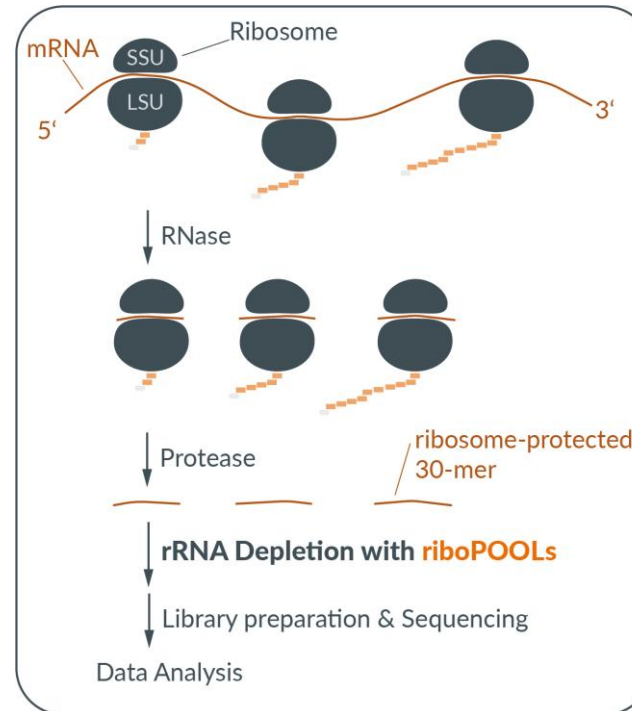 mRNA
Ribosome
SSU
LSU
5‘
3‘
RNase
Protease
ribosome-protected
30-mer
rRNA Depletion with riboPOOLs
Library preparation & Sequencing
Data Analysis